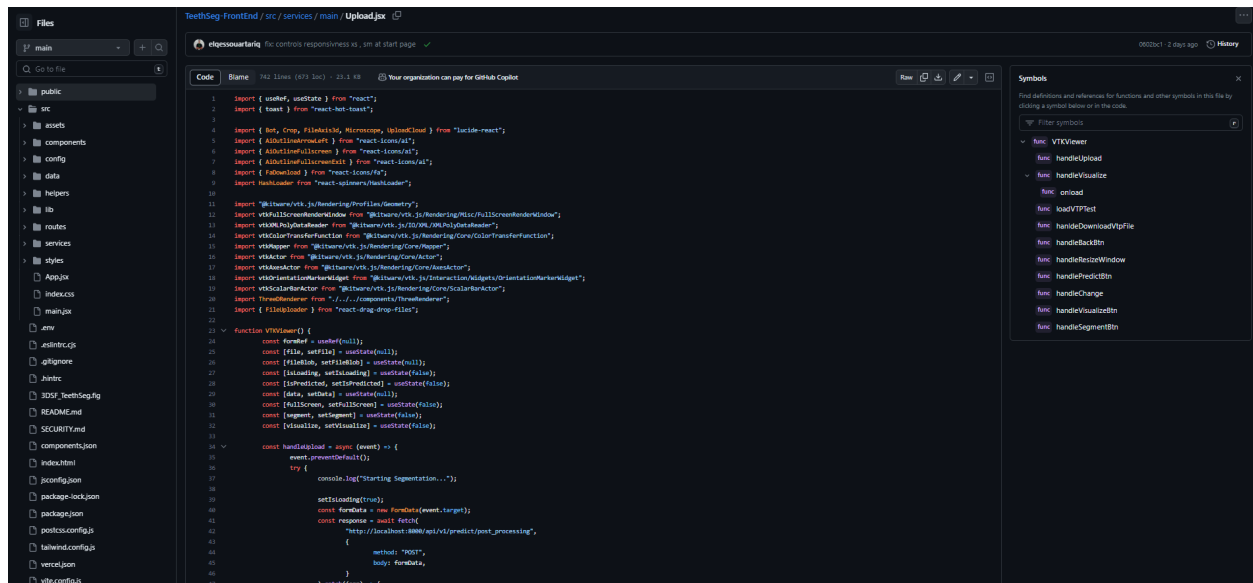 Files
main
Go to file
t
public
src
assets
components
config
data
helpers
lib
routes
services
styles
App.jsx
index.css
main.jsx
.env
.eslintrc.cjs
.gitignore
.hintrc
3DSF_TeethSeg.fig
README.md
SECURITY.md
components.json
index.html
jsconfig.json
package-lock.json
package.json
postcss.config.js
tailwind.config.js
vercel.json
vite.config.js
TeethSeg-FrontEnd / src / services / main / Upload.jsx
elqessouartariq fix: controls responsivness xs , sm at start page
0602bc1 · 2 days ago History
Code Blame 742 lines (673 loc) · 23.1 KB Your organization can pay for GitHub Copilot Raw
1 import { useRef, useState } from "react";
2 import { toast } from "react-hot-toast";
3
4 import { Bot, Crop, FileAxis3d, Microscope, UploadCloud } from "lucide-react";
5 import { AiOutlineArrowLeft } from "react-icons/ai";
6 import { AiOutlineFullscreen } from "react-icons/ai";
7 import { AiOutlineFullscreenExit } from "react-icons/ai";
8 import { FaDownload } from "react-icons/fa";
9 import HashLoader from "react-spinners/HashLoader";
10
11 import "@kitware/vtk.js/Rendering/Profiles/Geometry";
12 import vtkFullScreenRenderWindow from "@kitware/vtk.js/Rendering/Misc/FullScreenRenderWindow";
13 import vtkXMLPolyDataReader from "@kitware/vtk.js/IO/XML/XMLPolyDataReader";
14 import vtkColorTransferFunction from "@kitware/vtk.js/Rendering/Core/ColorTransferFunction";
15 import vtkMapper from "@kitware/vtk.js/Rendering/Core/Mapper";
16 import vtkActor from "@kitware/vtk.js/Rendering/Core/Actor";
17 import vtkAxesActor from "@kitware/vtk.js/Rendering/Core/AxesActor";
18 import vtkOrientationMarkerWidget from "@kitware/vtk.js/Interaction/Widgets/OrientationMarkerWidget";
19 import vtkScalarBarActor from "@kitware/vtk.js/Rendering/Core/ScalarBarActor";
20 import ThreeDRenderer from "./../../components/ThreeRenderer";
21 import { FileUploader } from "react-drag-drop-files";
22
23 function VTKViewer() {
24 const formRef = useRef(null);
25 const [file, setFile] = useState(null);
26 const [fileBlob, setFileBlob] = useState(null);
27 const [isLoading, setIsLoading] = useState(false);
28 const [isPredicted, setIsPredicted] = useState(false);
29 const [data, setData] = useState(null);
30 const [fullScreen, setFullScreen] = useState(false);
31 const [segment, setSegment] = useState(false);
32 const [visualize, setVisualize] = useState(false);
33
34 const handleUpload = async (event) => {
35 event.preventDefault();
36 try {
37 console.log("Starting Segmentation...");
38
39 setIsLoading(true);
40 const formData = new FormData(event.target);
41 const response = await fetch(
42 "http://localhost:8000/api/v1/predict/post_processing",
43 {
44 method: "POST",
45 body: formData,
46 }
Symbols
Find definitions and references for functions and other symbols in this file by
clicking a symbol below or in the code.
Filter symbols
r
func VTKViewer
func handleUpload
func handleVisualize
func onload
func loadVTPTest
func hanldeDownloadVtpFile
func handleBackBtn
func handleResizeWindow
func handlePredictBtn
func handleChange
func handleVisualizeBtn
func handleSegmentBtn